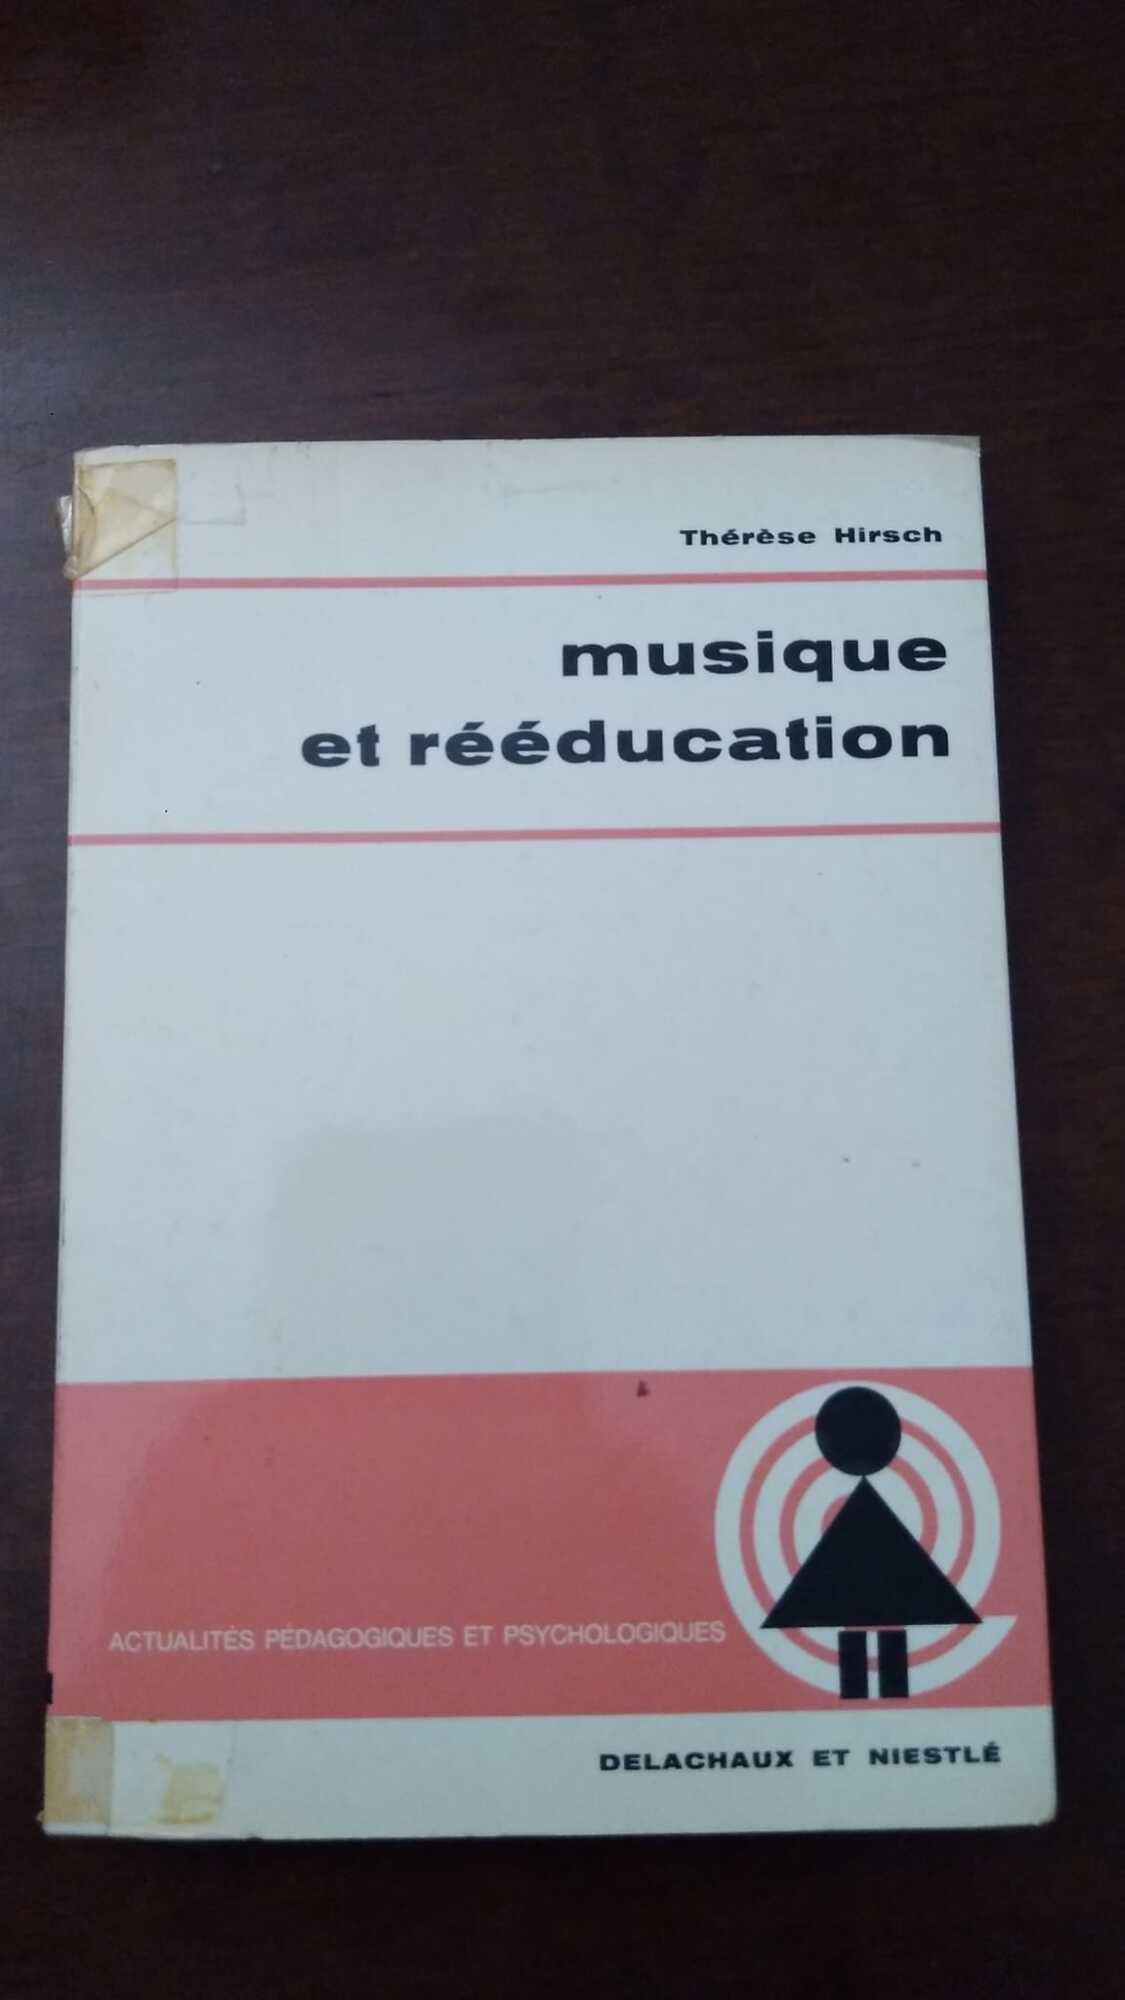 Thérèse Hirsch
musique
et rééducation
ACTUALITÉS PÉDAGOGIQUES ET PSYCHOLOGIQUES
DELACHAUX ET NIESTLÉ